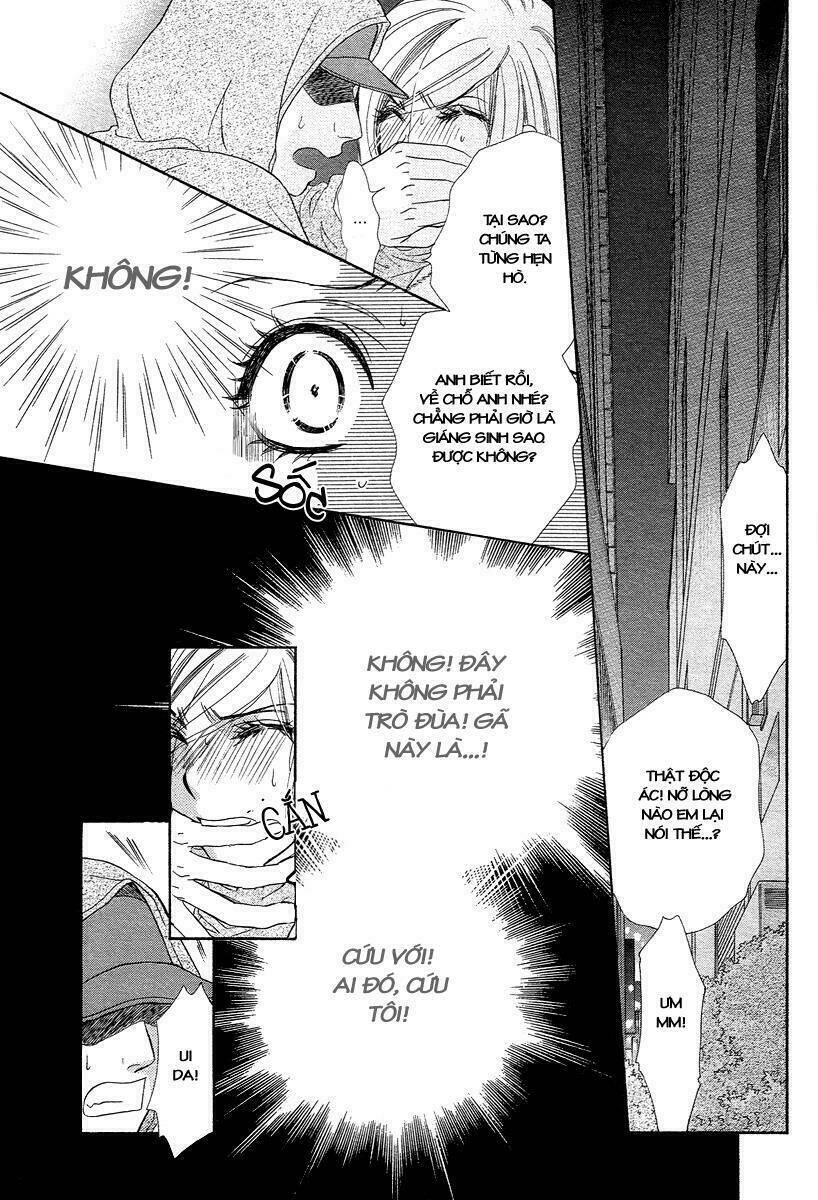 ĐỢI
CHÚT...
NÀY...
THẬT ĐỘC
ÁC! NỠ LÒNG
NÀO EM LẠI
NÓI THẾ...?
ƯM
MM!
TẠI SAO?
CHÚNG TA
TỪNG HẸN
HÒ.
...
ANH BIẾT RỒI,
VỀ CHỖ ANH NHÉ?
CHẲNG PHẢI GIỜ LÀ
GIÁNG SINH SAO.
ĐƯỢC KHÔNG?
KHÔNG!
SỐC
KHÔNG! ĐÂY
KHÔNG PHẢI
TRÒ ĐÙA! GÃ
NÀY LÀ...!
CẮN
CỨU VỚI!
AI ĐÓ, CỨU
TÔI!
UI
DA!